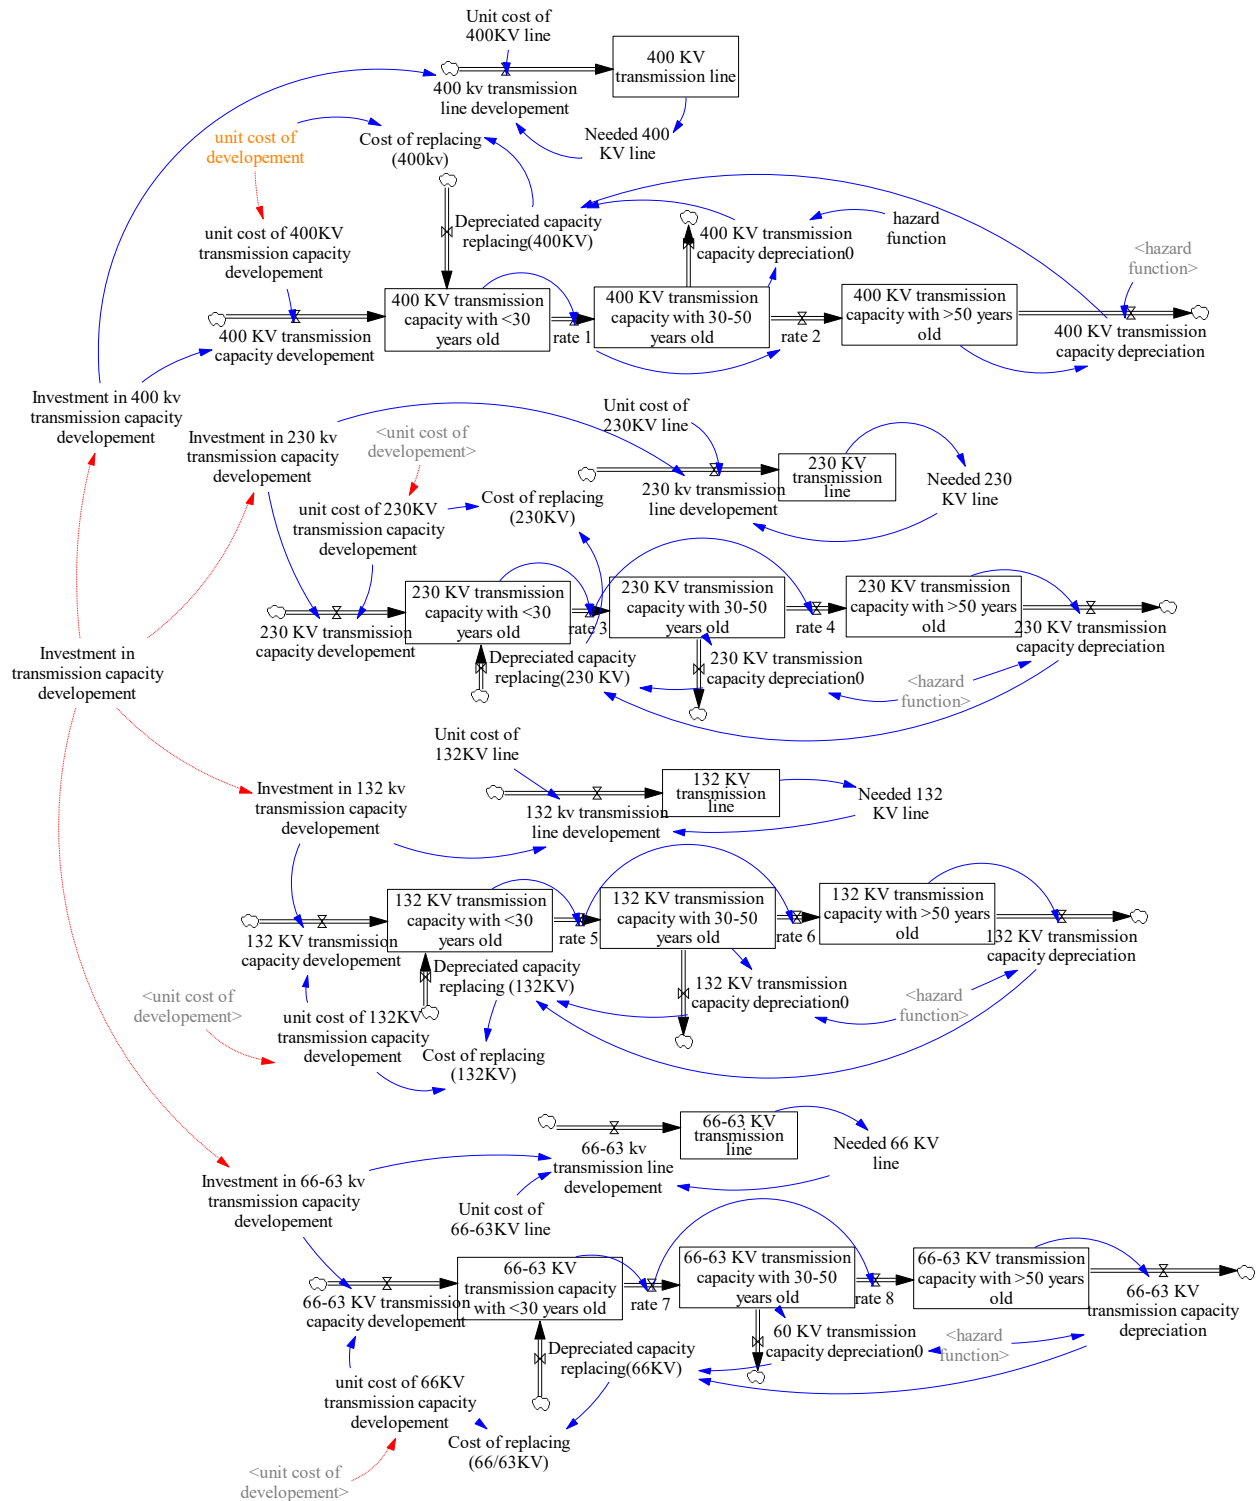 Unit cost of
400KV line
400 KV
transmission line
400 kv transmission
line developement
Needed 400
KV line
unit cost of
developement
Cost of replacing
(400kv)
Depreciated capacity
replacing(400KV)
400 KV transmission
capacity depreciation0
hazard
function
<hazard
function>
unit cost of 400KV
transmission capacity
developement
400 KV transmission
capacity developement
400 KV transmission
capacity with <30
years old
rate 1
400 KV transmission
capacity with 30-50
years old
rate 2
400 KV transmission
capacity with >50 years
old
400 KV transmission
capacity depreciation
Investment in 400 kv
transmission capacity
developement
Investment in 230 kv
transmission capacity
developement
<unit cost of
developement>
Unit cost of
230KV line
230 KV
transmission
line
230 kv transmission
line developement
Needed 230
KV line
unit cost of 230KV
transmission capacity
developement
Cost of replacing
(230KV)
230 KV transmission
capacity developement
230 KV transmission
capacity with <30
years old
rate 3
230 KV transmission
capacity with 30-50
years old
rate 4
230 KV transmission
capacity with >50 years
old
230 KV transmission
capacity depreciation
Depreciated capacity
replacing(230 KV)
230 KV transmission
capacity depreciation0
<hazard
function>
Investment in
transmission capacity
developement
Unit cost of
132KV line
132 KV
transmission
line
132 kv transmission
line developement
Needed 132
KV line
Investment in 132 kv
transmission capacity
developement
132 KV transmission
capacity developement
132 KV transmission
capacity with <30
years old
rate 5
132 KV transmission
capacity with 30-50
years old
rate 6
132 KV transmission
capacity with >50 years
old
132 KV transmission
capacity depreciation
Depreciated capacity
replacing (132KV)
132 KV transmission
capacity depreciation0
<hazard
function>
<unit cost of
developement>
unit cost of 132KV
transmission capacity
developement
Cost of replacing
(132KV)
66-63 KV
transmission
line
66-63 kv
transmission line
developement
Needed 66 KV
line
Investment in 66-63 kv
transmission capacity
developement
Unit cost of
66-63KV line
66-63 KV transmission
capacity developement
66-63 KV
transmission capacity
with <30 years old
rate 7
66-63 KV transmission
capacity with 30-50
years old
rate 8
66-63 KV transmission
capacity with >50 years
old
66-63 KV
transmission capacity
depreciation
Depreciated capacity
replacing(66KV)
60 KV transmission
capacity depreciation0
<hazard
function>
unit cost of 66KV
transmission capacity
developement
Cost of replacing
(66/63KV)
<unit cost of
developement>